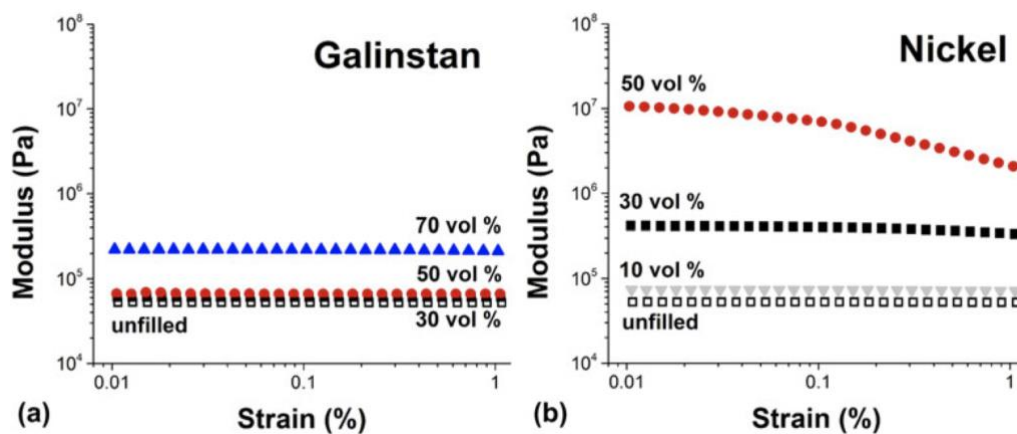 Galinstan
Modulus (Pa)
10⁸
10⁷
10⁶
10⁵
10⁴
70 vol %
50 vol %
30 vol %
unfilled
0.01
0.1
1
(a)
Strain (%)
Nickel
Modulus (Pa)
10⁸
10⁷
10⁶
10⁵
10⁴
50 vol %
30 vol %
10 vol %
unfilled
0.01
0.1
1
(b)
Strain (%)